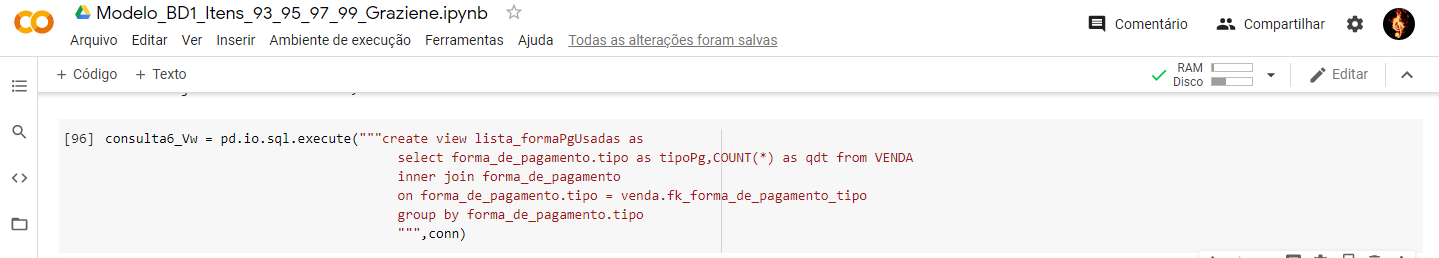 Modelo_BD1_Itens_93_95_97_99_Graziene.ipynb
Comentário
Compartilhar
Arquivo Editar Ver Inserir Ambiente de execução Ferramentas Ajuda Todas as alterações foram salvas
+ Código + Texto
RAM
Disco
Editar
[96] consulta6_Vw = pd.io.sql.execute("""create view lista_formaPgUsadas as
select forma_de_pagamento.tipo as tipoPg,COUNT(*) as qdt from VENDA
inner join forma_de_pagamento
on forma_de_pagamento.tipo = venda.fk_forma_de_pagamento_tipo
group by forma_de_pagamento.tipo
""",conn)